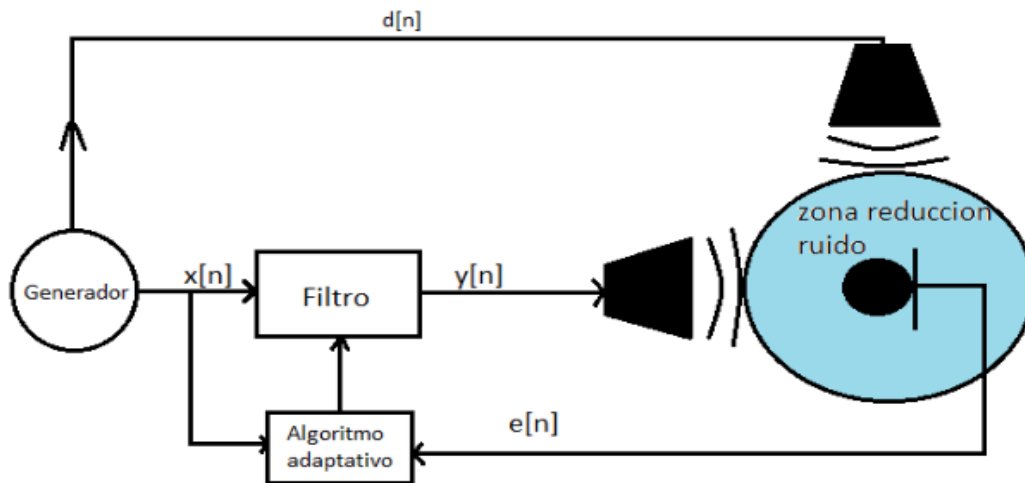 d[n]
zona reduccion
ruido
Generador
x[n]
Filtro
y[n]
Algoritmo
adaptativo
e[n]